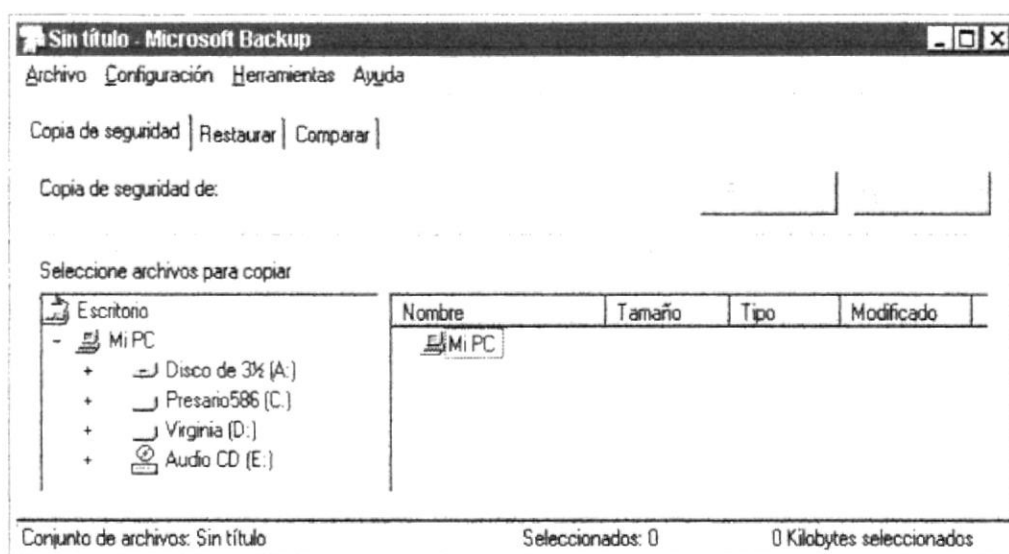 Sin título - Microsoft Backup
Archivo Configuración Herramientas Ayuda
Copia de seguridad Restaurar Comparar
Copia de seguridad de:
Seleccione archivos para copiar
Escritorio
Mi PC
Disco de 3½ (A:)
Presario586 (C:)
Virginia (D:)
Audio CD (E:)
Nombre Tamaño Tipo Modificado
Mi PC
Conjunto de archivos: Sin título Seleccionados: 0 0 Kilobytes seleccionados